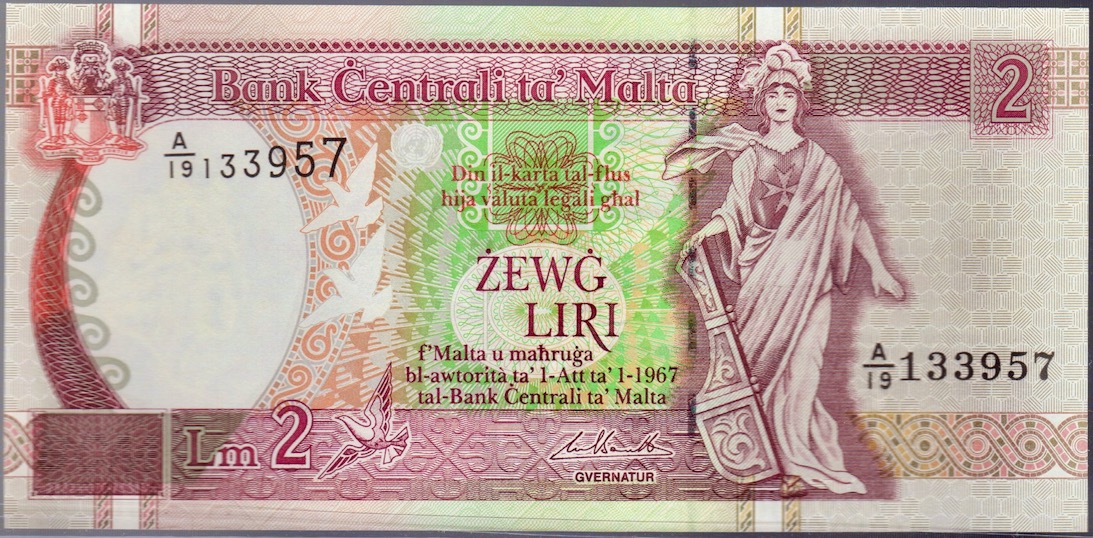 Bank Ċentrali ta' Malta
2
A/19 133957
Din il-karta tal-flus
hija valuta legali għal
ŻEWĠ
LIRI
f'Malta u maħruġa
bl-awtorità ta' l-Att ta' l-1967
tal-Bank Ċentrali ta' Malta
A/19 133957
Lm 2
GVERNATUR